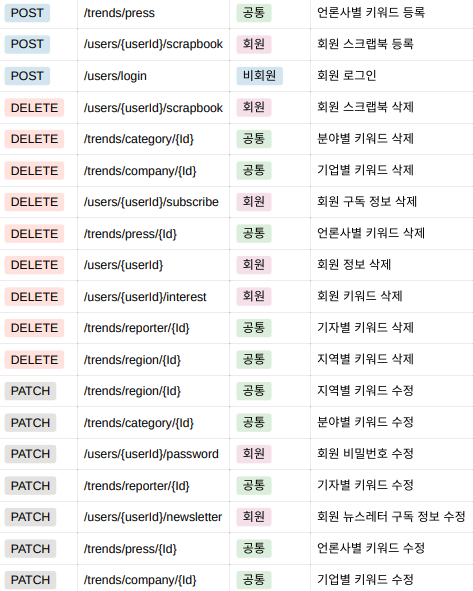 POST /trends/press 공통 언론사별 키워드 등록
POST /users/{userId}/scrapbook 회원 회원 스크랩북 등록
POST /users/login 비회원 회원 로그인
DELETE /users/{userId}/scrapbook 회원 회원 스크랩북 삭제
DELETE /trends/category/{Id} 공통 분야별 키워드 삭제
DELETE /trends/company/{Id} 공통 기업별 키워드 삭제
DELETE /users/{userId}/subscribe 회원 회원 구독 정보 삭제
DELETE /trends/press/{Id} 공통 언론사별 키워드 삭제
DELETE /users/{userId} 회원 회원 정보 삭제
DELETE /users/{userId}/interest 회원 회원 키워드 삭제
DELETE /trends/reporter/{Id} 공통 기자별 키워드 삭제
DELETE /trends/region/{Id} 공통 지역별 키워드 삭제
PATCH /trends/region/{Id} 공통 지역별 키워드 수정
PATCH /trends/category/{Id} 공통 분야별 키워드 수정
PATCH /users/{userId}/password 회원 회원 비밀번호 수정
PATCH /trends/reporter/{Id} 공통 기자별 키워드 수정
PATCH /users/{userId}/newsletter 회원 회원 뉴스레터 구독 정보 수정
PATCH /trends/press/{Id} 공통 언론사별 키워드 수정
PATCH /trends/company/{Id} 공통 기업별 키워드 수정